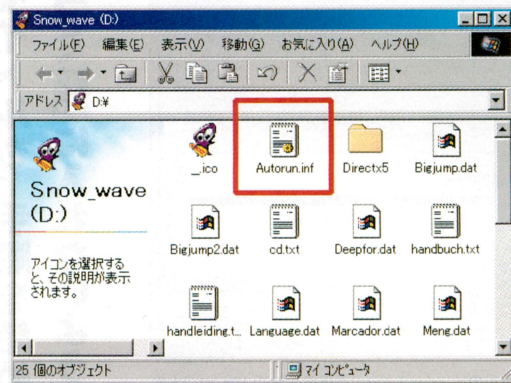 Snow_wave (D:)
ファイル(F) 編集(E) 表示(V) 移動(G) お気に入り(A) ヘルプ(H)
アドレス D:¥
Snow_wave
(D:)
アイコンを選択する
と、その説明が表示
されます。
_.ico Autorun.inf Directx5 Bigjump.dat
Bigjump2.dat cd.txt Deepfor.dat handbuch.txt
handleiding.t... Language.dat Marcador.dat Meng.dat
25 個のオブジェクト マイ コンピュータ